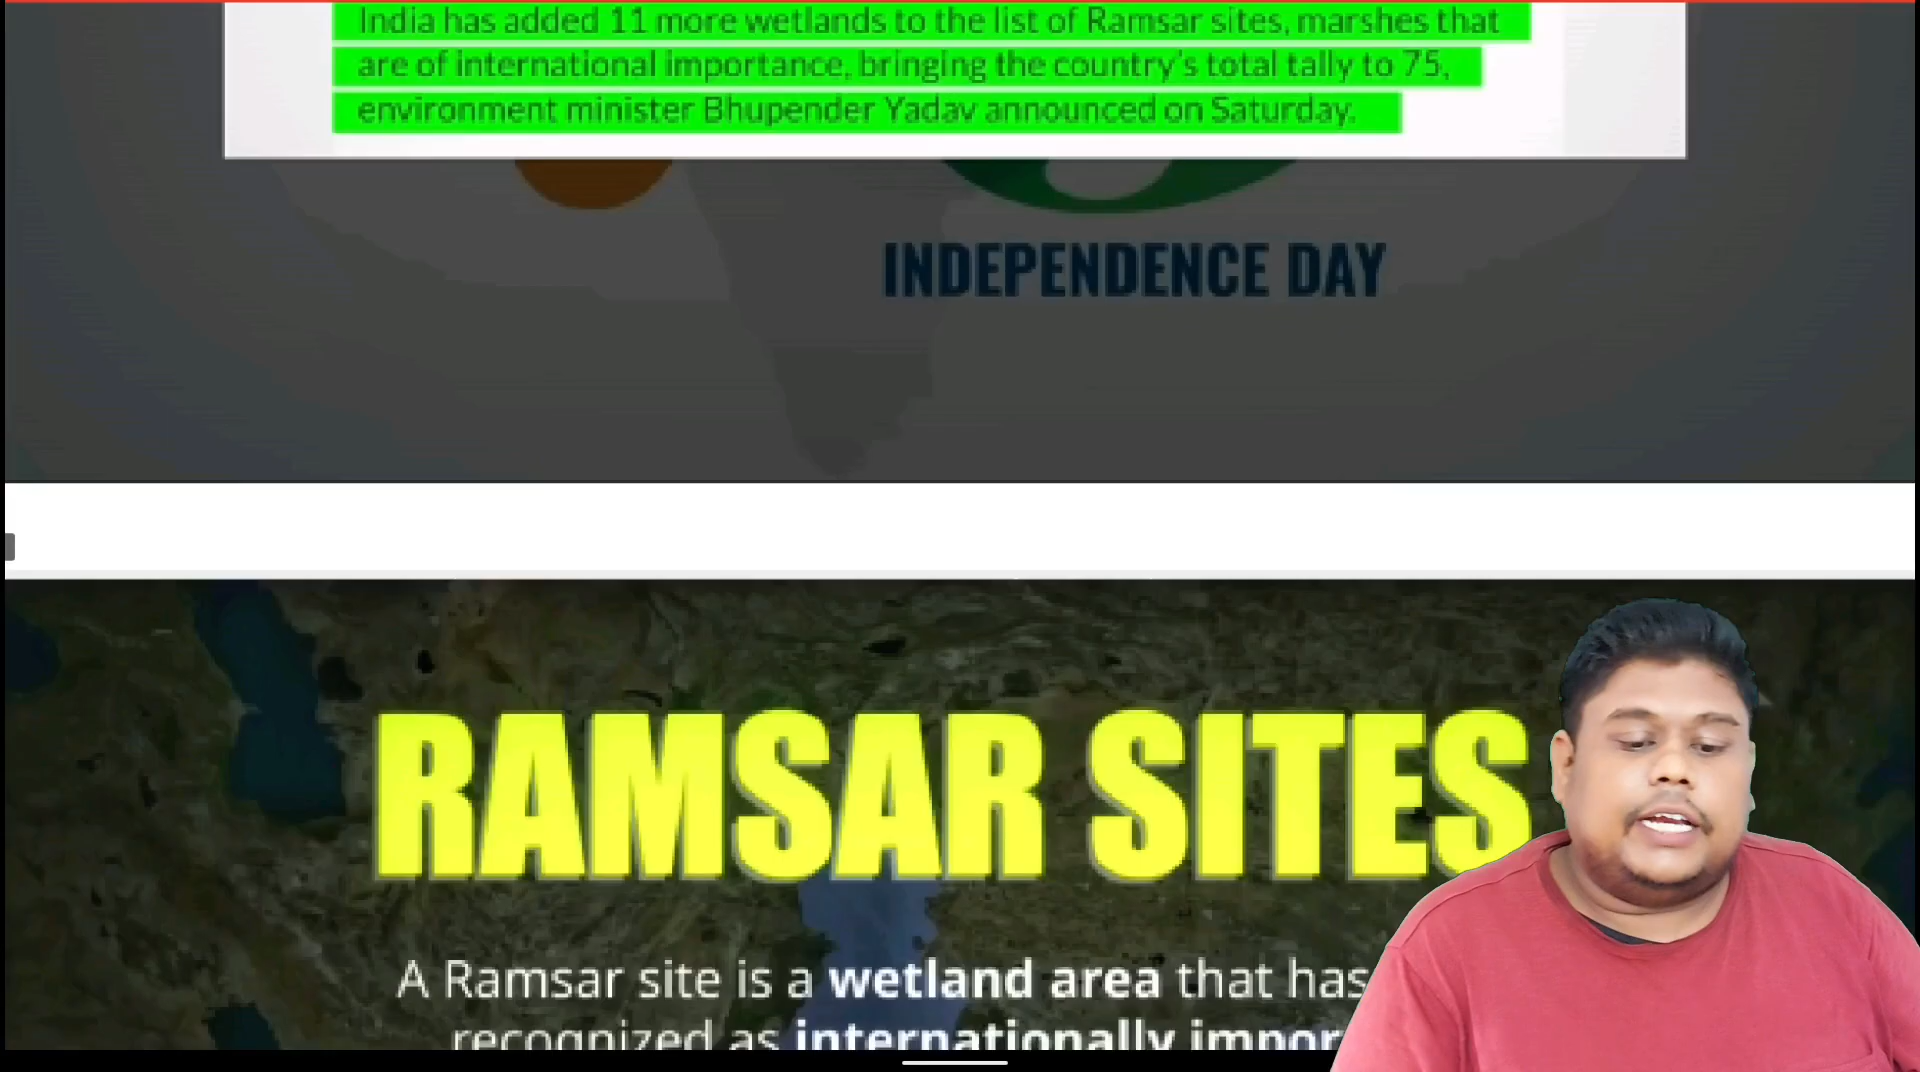 India has added 11 more wetlands to the list of Ramsar sites, marshes that
are of international importance, bringing the country's total tally to 75,
environment minister Bhupender Yadav announced on Saturday.
INDEPENDENCE DAY
RAMSAR SITES
A Ramsar site is a wetland area that has
recognized as internationally